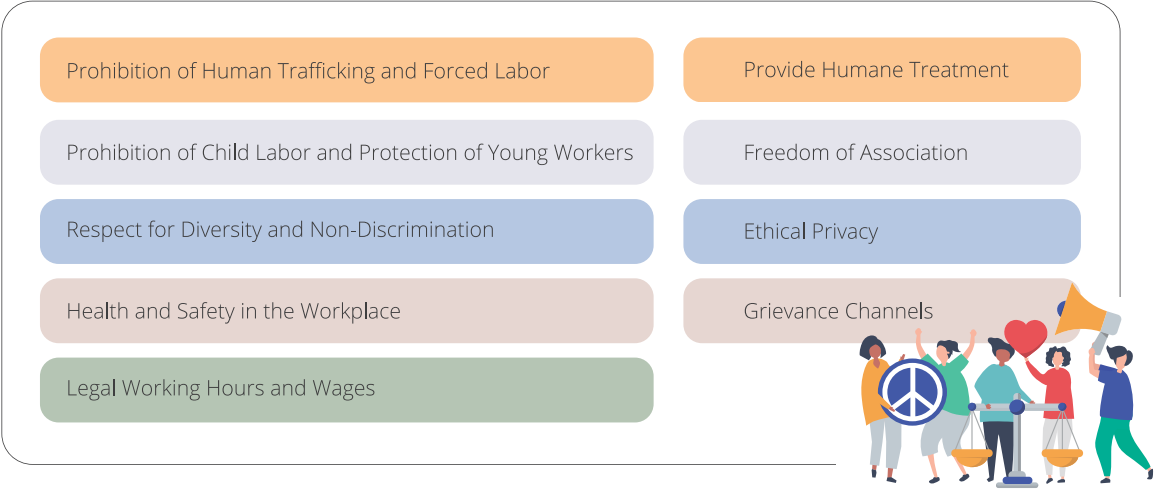 Prohibition of Human Trafficking and Forced Labor
Provide Humane Treatment
Prohibition of Child Labor and Protection of Young Workers
Freedom of Association
Respect for Diversity and Non-Discrimination
Ethical Privacy
Health and Safety in the Workplace
Grievance Channels
Legal Working Hours and Wages